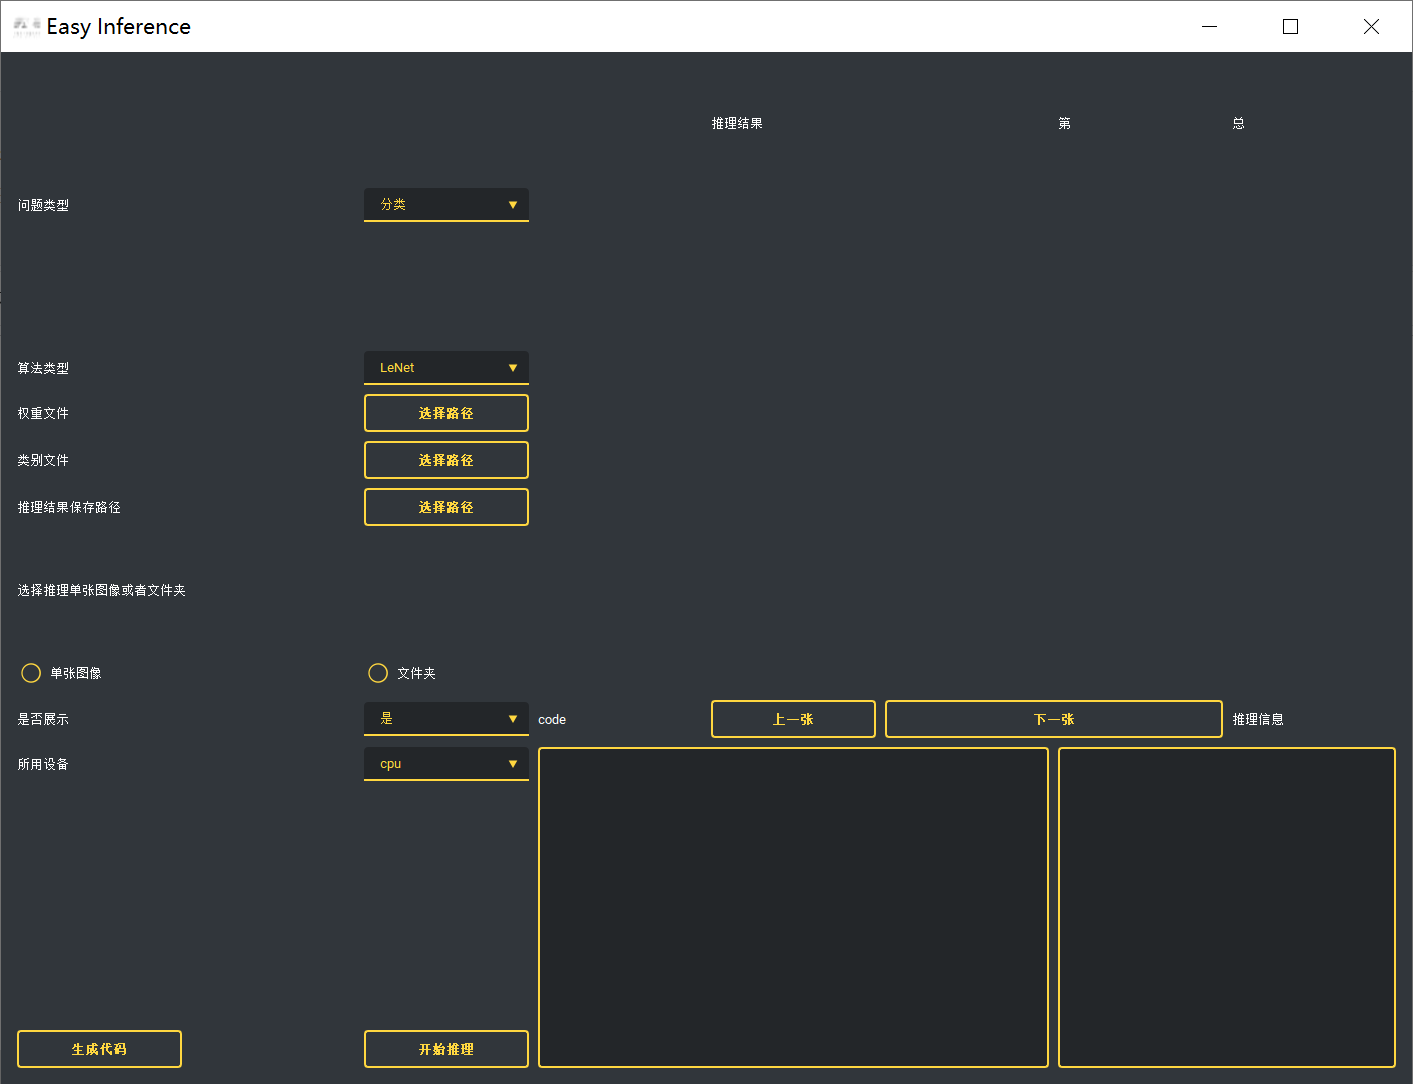 Easy Inference
推理结果 第 总
问题类型 分类
算法类型 LeNet
权重文件 选择路径
类别文件 选择路径
推理结果保存路径 选择路径
选择推理单张图像或者文件夹
单张图像 文件夹
是否展示 是 code 上一张 下一张 推理信息
所用设备 cpu
生成代码 开始推理